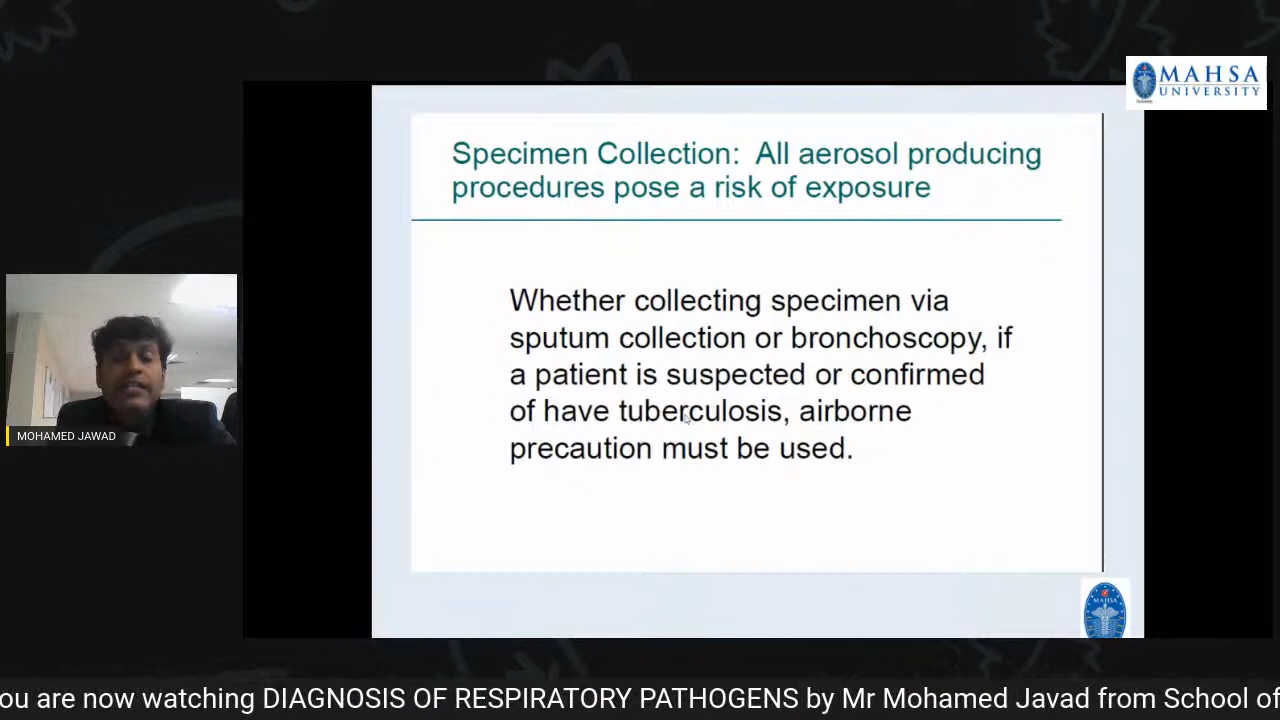 MAHSA
UNIVERSITY
Specimen Collection: All aerosol producing
procedures pose a risk of exposure
Whether collecting specimen via
sputum collection or bronchoscopy, if
a patient is suspected or confirmed
of have tuberculosis, airborne
precaution must be used.
MOHAMED JAWAD
MAHSA
ou are now watching DIAGNOSIS OF RESPIRATORY PATHOGENS by Mr Mohamed Javad from School of